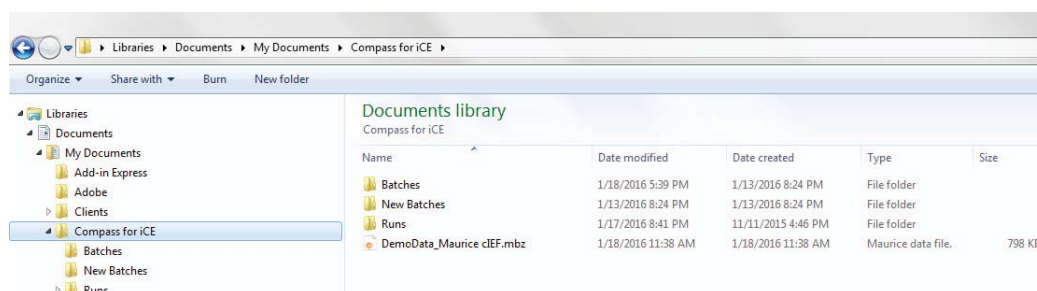 Libraries ▸ Documents ▸ My Documents ▸ Compass for iCE ▸
Organize ▾ Share with ▾ Burn New folder
Libraries
Documents
My Documents
Add-in Express
Adobe
Clients
Compass for iCE
Batches
New Batches
Runs
Documents library
Compass for iCE
Name Date modified Date created Type Size
Batches 1/18/2016 5:39 PM 1/13/2016 8:24 PM File folder
New Batches 1/13/2016 8:24 PM 1/13/2016 8:24 PM File folder
Runs 1/17/2016 8:41 PM 11/11/2015 4:46 PM File folder
DemoData_Maurice cIEF.mbz 1/18/2016 11:38 AM 1/18/2016 11:38 AM Maurice data file. 798 KB